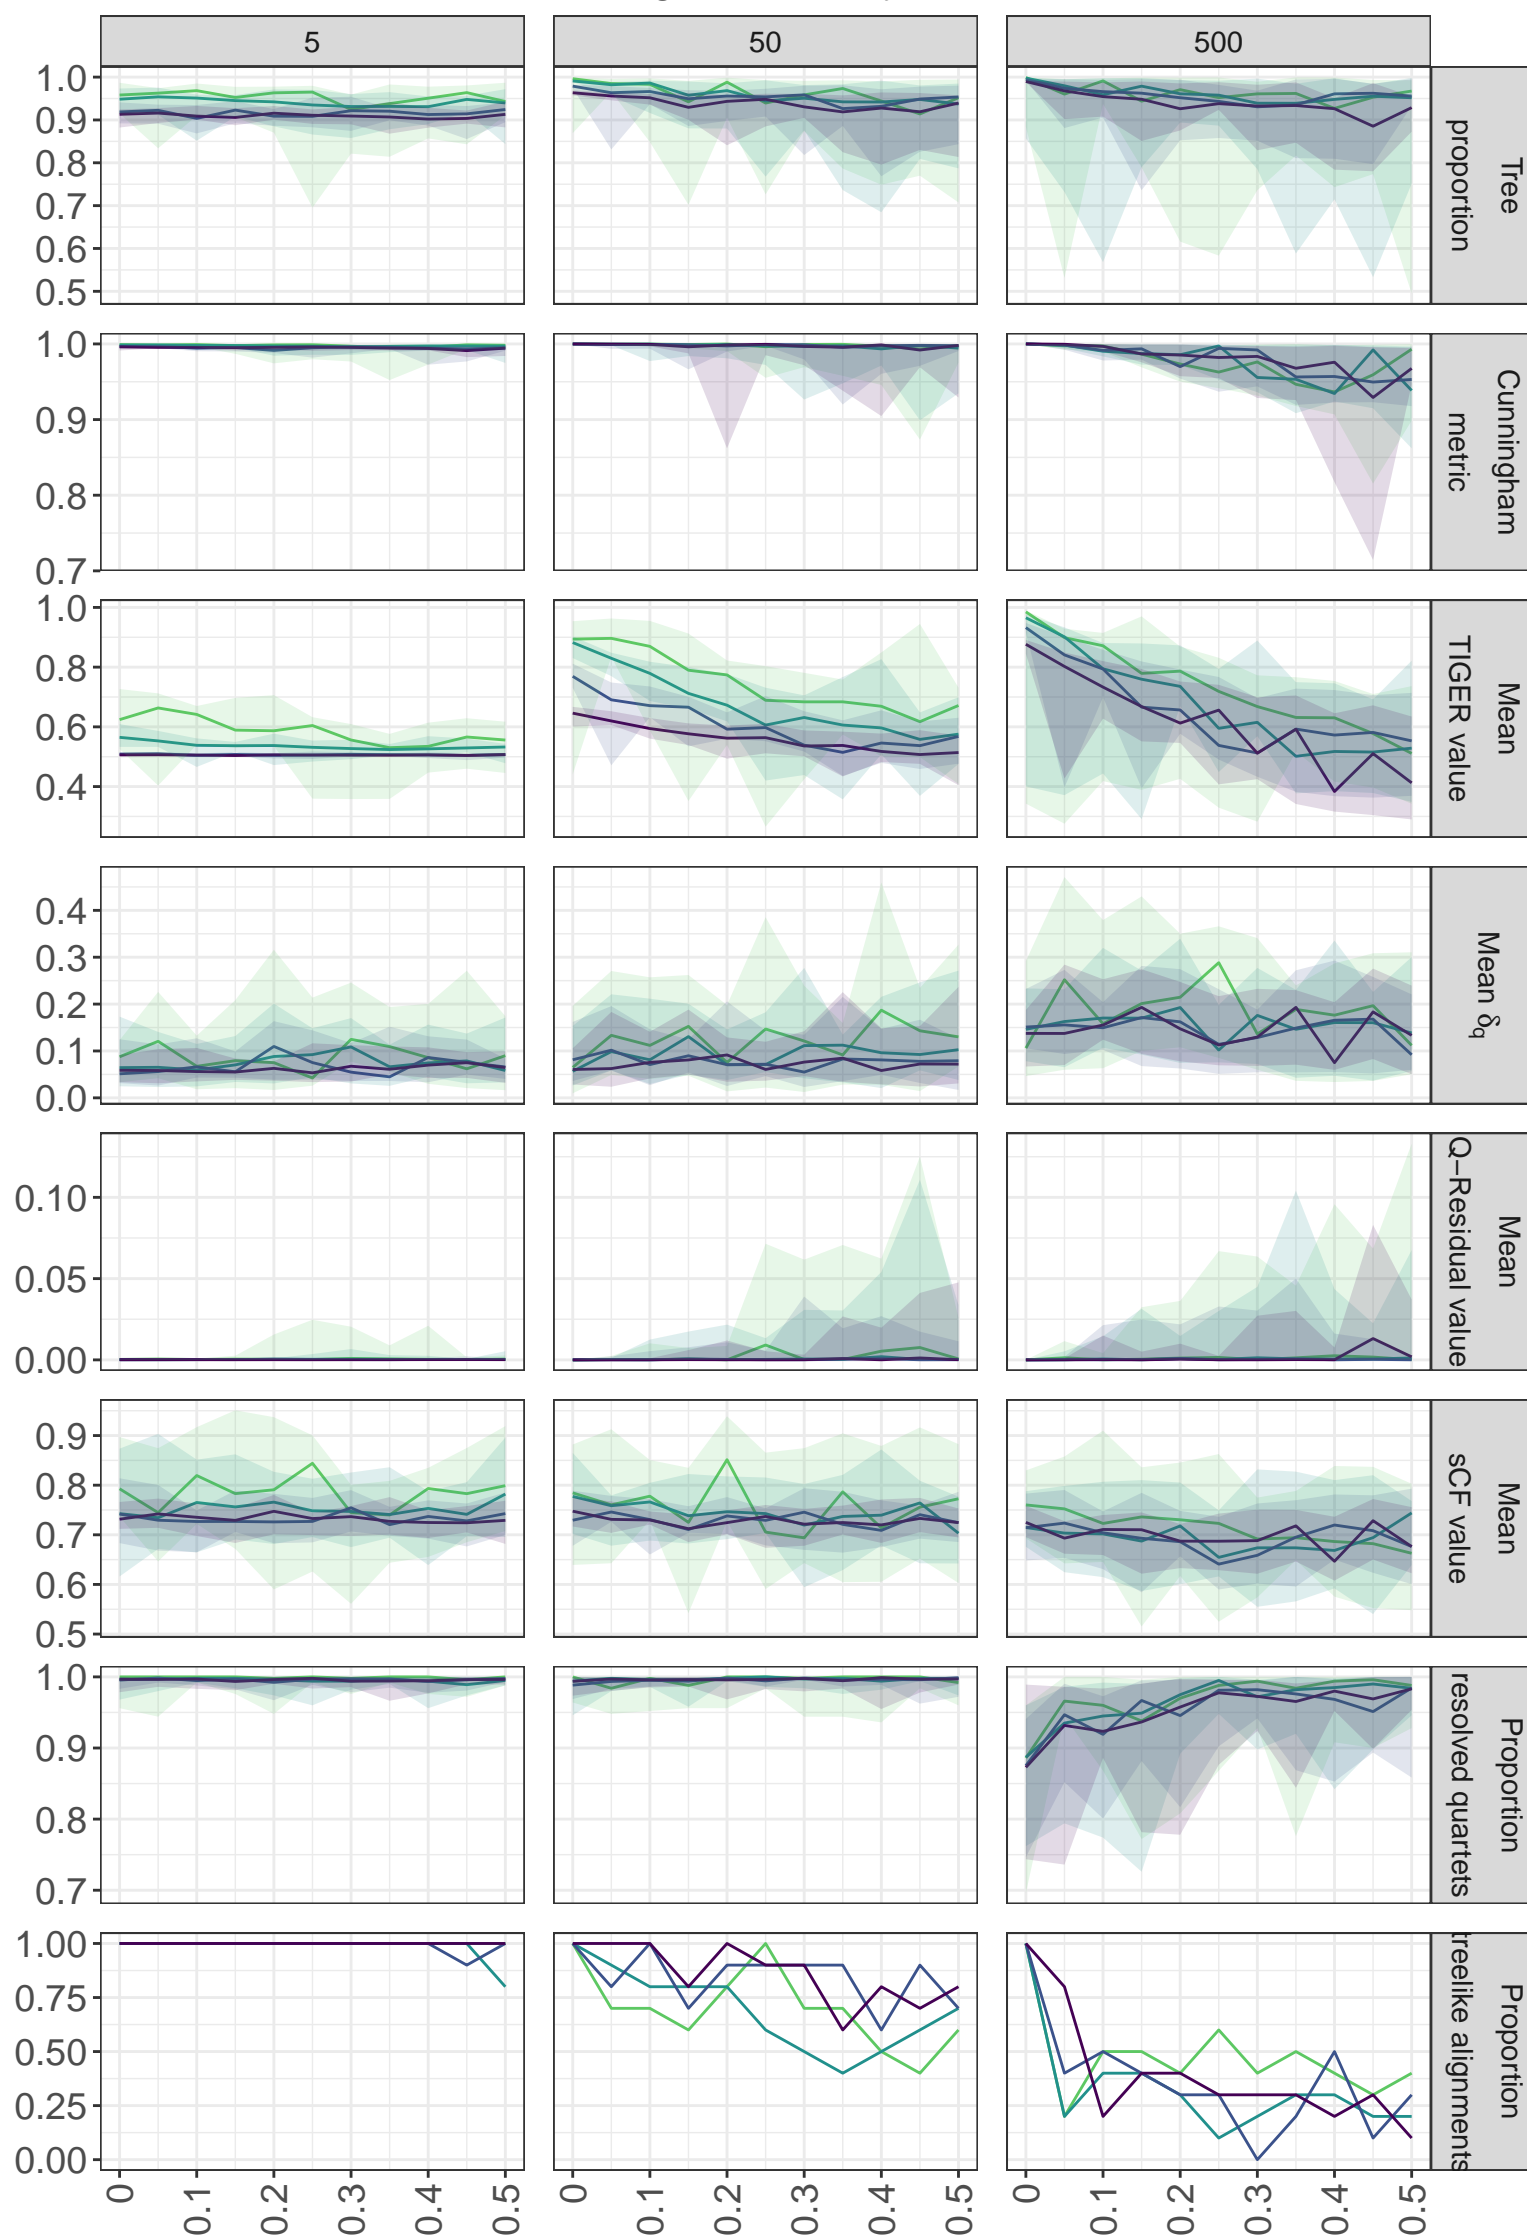 5 50 500
1.0
0.9
0.8
0.7
0.6
0.5
Tree
proportion
1.0
0.9
0.8
0.7
Cunningham
metric
1.0
0.8
0.6
0.4
Mean
TIGER value
0.4
0.3
0.2
0.1
0.0
Mean δq
0.10
0.05
0.00
Mean
Q−Residual value
0.9
0.8
0.7
0.6
0.5
Mean
sCF value
1.0
0.9
0.8
0.7
Proportion
resolved quartets
1.00
0.75
0.50
0.25
0.00
Proportion
treelike alignments
0 0.1 0.2 0.3 0.4 0.5 0 0.1 0.2 0.3 0.4 0.5 0 0.1 0.2 0.3 0.4 0.5